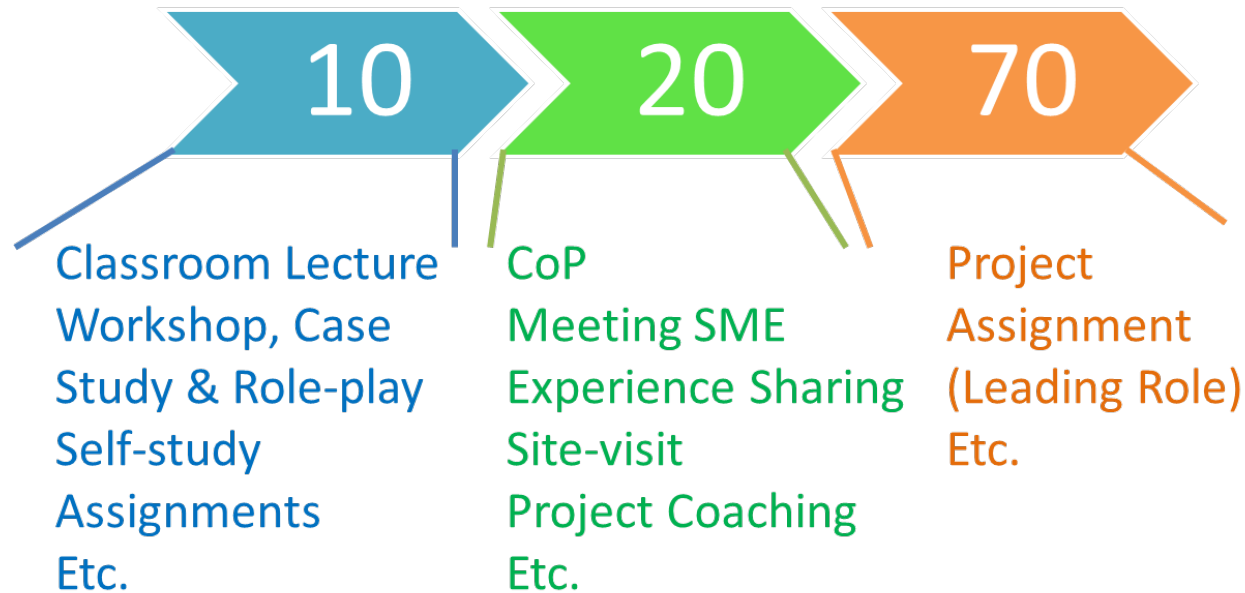 10
20
70
Classroom Lecture
Workshop, Case
Study & Role-play
Self-study
Assignments
Etc.
CoP
Meeting SME
Experience Sharing
Site-visit
Project Coaching
Etc.
Project
Assignment
(Leading Role)
Etc.